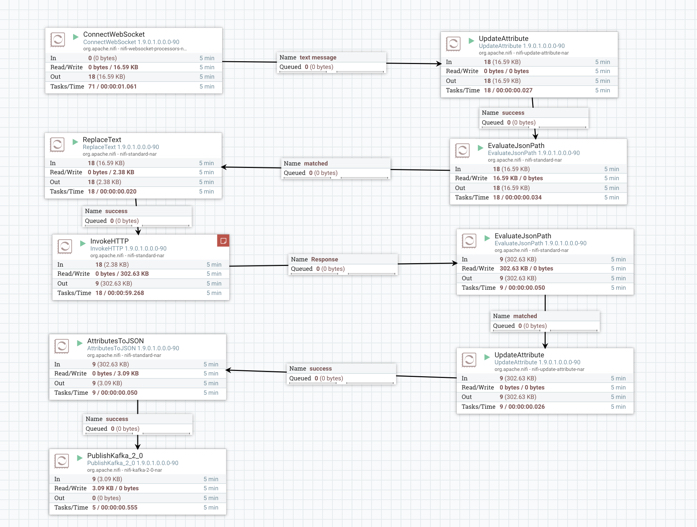 ConnectWebSocket
ConnectWebSocket 1.9.0.1.0.0.0-90
org.apache.nifi - nifi-websocket-processors-n...
In 0 (0 bytes) 5 min
Read/Write 0 bytes / 16.59 KB 5 min
Out 18 (16.59 KB) 5 min
Tasks/Time 71 / 00:00:01.061 5 min
Name text message
Queued 0 (0 bytes)
UpdateAttribute
UpdateAttribute 1.9.0.1.0.0.0-90
org.apache.nifi - nifi-update-attribute-nar
In 18 (16.59 KB) 5 min
Read/Write 0 bytes / 0 bytes 5 min
Out 18 (16.59 KB) 5 min
Tasks/Time 18 / 00:00:00.027 5 min
Name success
Queued 0 (0 bytes)
EvaluateJsonPath
EvaluateJsonPath 1.9.0.1.0.0.0-90
org.apache.nifi - nifi-standard-nar
In 18 (16.59 KB) 5 min
Read/Write 16.59 KB / 0 bytes 5 min
Out 18 (16.59 KB) 5 min
Tasks/Time 18 / 00:00:00.034 5 min
Name matched
Queued 0 (0 bytes)
ReplaceText
ReplaceText 1.9.0.1.0.0.0-90
org.apache.nifi - nifi-standard-nar
In 18 (16.59 KB) 5 min
Read/Write 0 bytes / 2.38 KB 5 min
Out 18 (2.38 KB) 5 min
Tasks/Time 18 / 00:00:00.020 5 min
Name success
Queued 0 (0 bytes)
InvokeHTTP
InvokeHTTP 1.9.0.1.0.0.0-90
org.apache.nifi - nifi-standard-nar
In 18 (2.38 KB) 5 min
Read/Write 0 bytes / 302.63 KB 5 min
Out 9 (302.63 KB) 5 min
Tasks/Time 18 / 00:00:59.268 5 min
Name Response
Queued 0 (0 bytes)
EvaluateJsonPath
EvaluateJsonPath 1.9.0.1.0.0.0-90
org.apache.nifi - nifi-standard-nar
In 9 (302.63 KB) 5 min
Read/Write 302.63 KB / 0 bytes 5 min
Out 9 (302.63 KB) 5 min
Tasks/Time 9 / 00:00:00.050 5 min
Name matched
Queued 0 (0 bytes)
UpdateAttribute
UpdateAttribute 1.9.0.1.0.0.0-90
org.apache.nifi - nifi-update-attribute-nar
In 9 (302.63 KB) 5 min
Read/Write 0 bytes / 0 bytes 5 min
Out 9 (302.63 KB) 5 min
Tasks/Time 9 / 00:00:00.026 5 min
Name success
Queued 0 (0 bytes)
AttributesToJSON
AttributesToJSON 1.9.0.1.0.0.0-90
org.apache.nifi - nifi-standard-nar
In 9 (302.63 KB) 5 min
Read/Write 0 bytes / 3.09 KB 5 min
Out 9 (3.09 KB) 5 min
Tasks/Time 9 / 00:00:00.050 5 min
Name success
Queued 0 (0 bytes)
PublishKafka_2_0
PublishKafka_2_0 1.9.0.1.0.0.0-90
org.apache.nifi - nifi-kafka-2-0-nar
In 9 (3.09 KB) 5 min
Read/Write 3.09 KB / 0 bytes 5 min
Out 0 (0 bytes) 5 min
Tasks/Time 5 / 00:00:00.555 5 min